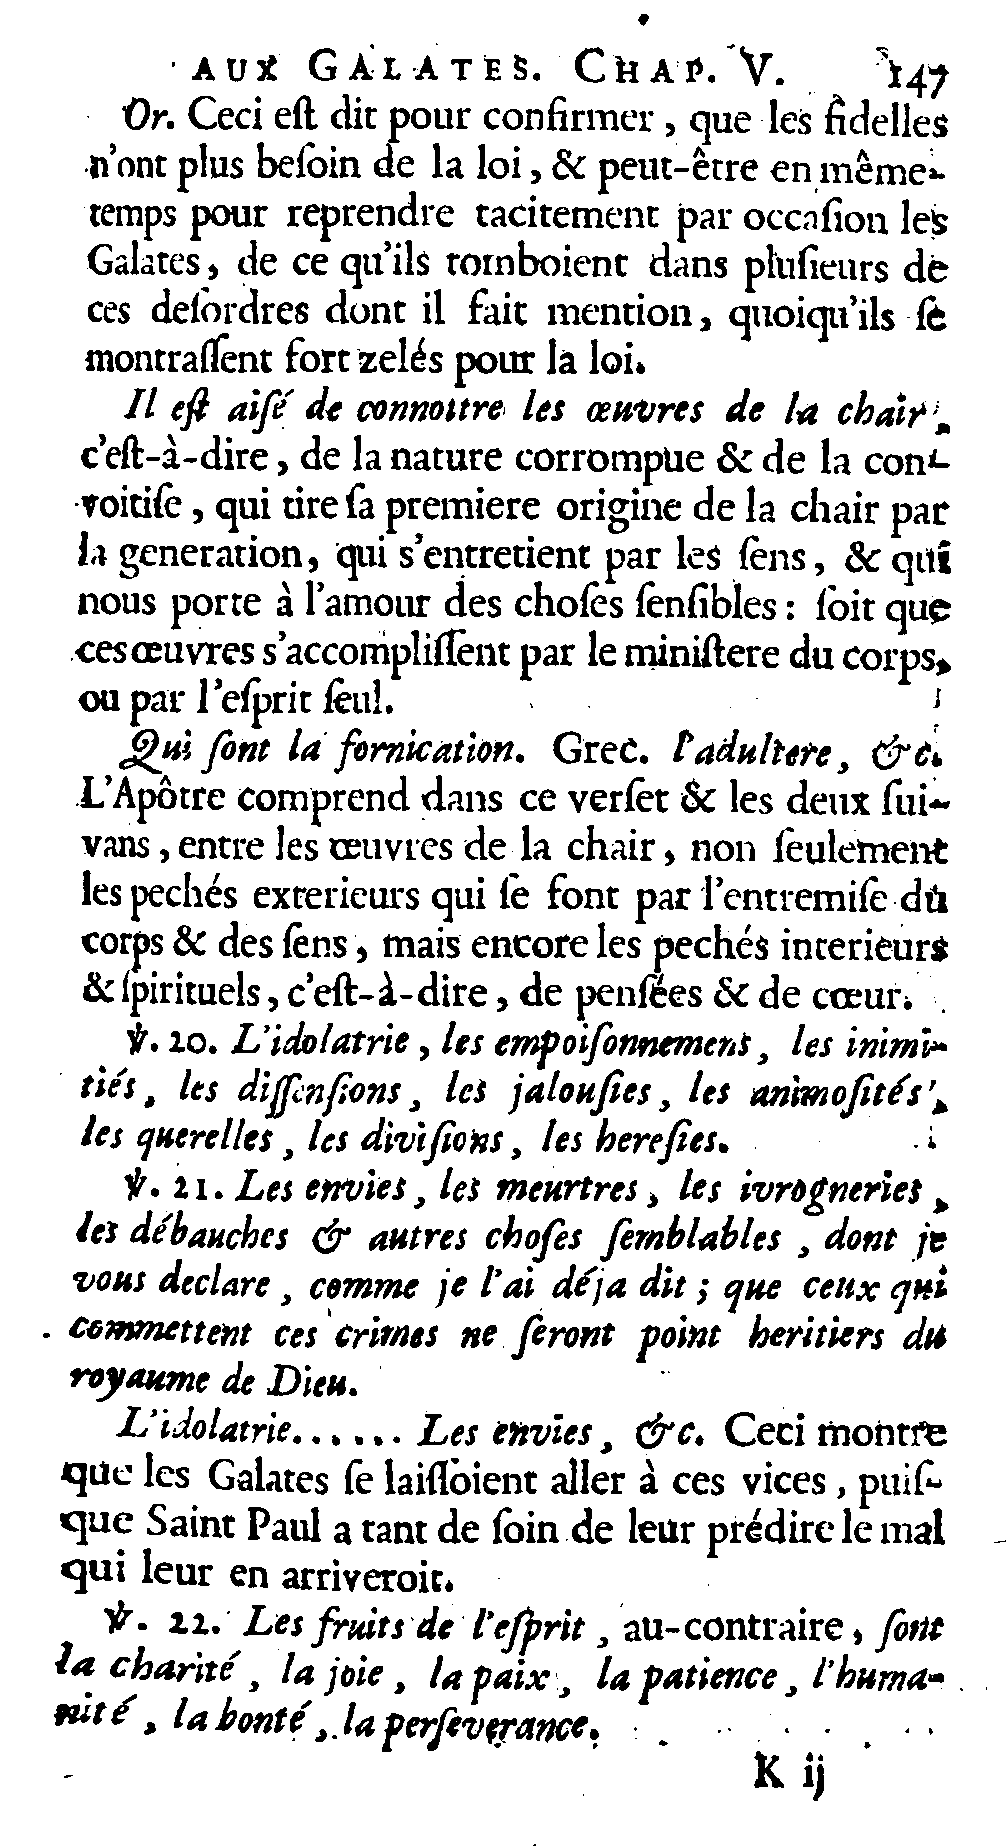 AUX GALATES. CHAP. V. 147
Or. Ceci eſt dit pour confirmer, que les fidelles
n'ont plus beſoin de la loi, & peut-être en même-
temps pour reprendre tacitement par occaſion les
Galates, de ce qu'ils tomboient dans pluſieurs de
ces deſordres dont il fait mention, quoiqu'ils ſe
montraſſent fort zelés pour la loi.
Il eſt aiſé de connoitre les œuvres de la chair,
c'eſt-à-dire, de la nature corrompue & de la con-
voitiſe, qui tire ſa premiere origine de la chair par
la generation, qui s'entretient par les ſens, & qui
nous porte à l'amour des choſes ſenſibles: ſoit que
ces œuvres s'accompliſſent par le miniſtere du corps,
ou par l'eſprit ſeul.
Qui ſont la fornication. Grec. l'adultere, &c.
L'Apôtre comprend dans ce verſet & les deux ſui-
vans, entre les œuvres de la chair, non ſeulement
les pechés exterieurs qui ſe font par l'entremiſe du
corps & des ſens, mais encore les pechés interieurs
& ſpirituels, c'eſt-à-dire, de penſées & de cœur.
℣. 20. L'idolatrie, les empoiſonnemens, les inimi-
tiés, les diſſenſions, les jalouſies, les animoſités,
les querelles, les diviſions, les hereſies.
℣. 21. Les envies, les meurtres, les ivrogneries,
les débauches & autres choſes ſemblables, dont je
vous declare, comme je l'ai déja dit; que ceux qui
commettent ces crimes ne ſeront point heritiers du
royaume de Dieu.
L'idolatrie...... Les envies, &c. Ceci montre
que les Galates ſe laiſſoient aller à ces vices, puiſ-
que Saint Paul a tant de ſoin de leur prédire le mal
qui leur en arriveroit.
℣. 22. Les fruits de l'eſprit, au-contraire, ſont
la charité, la joie, la paix, la patience, l'huma-
nité, la bonté, la perſeverance.
K ij